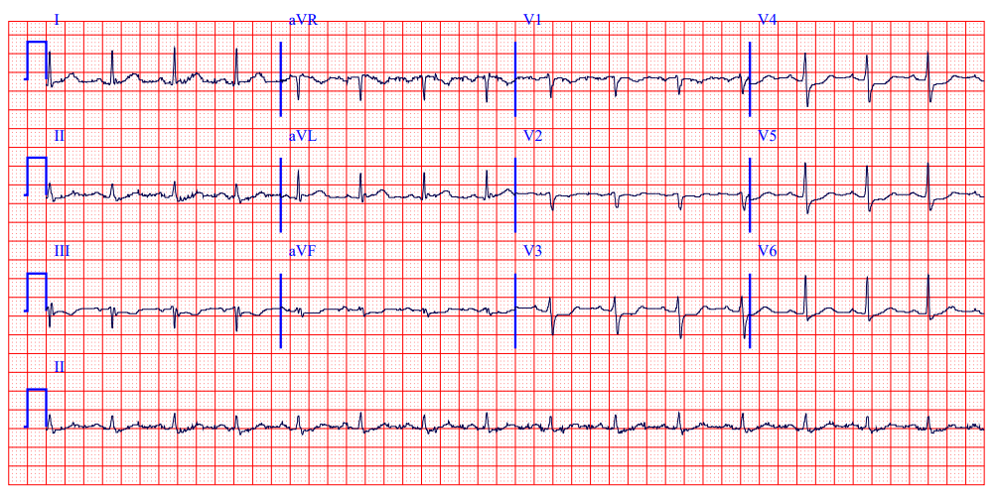 I aVR V1 V4
II aVL V2 V5
III aVF V3 V6
II